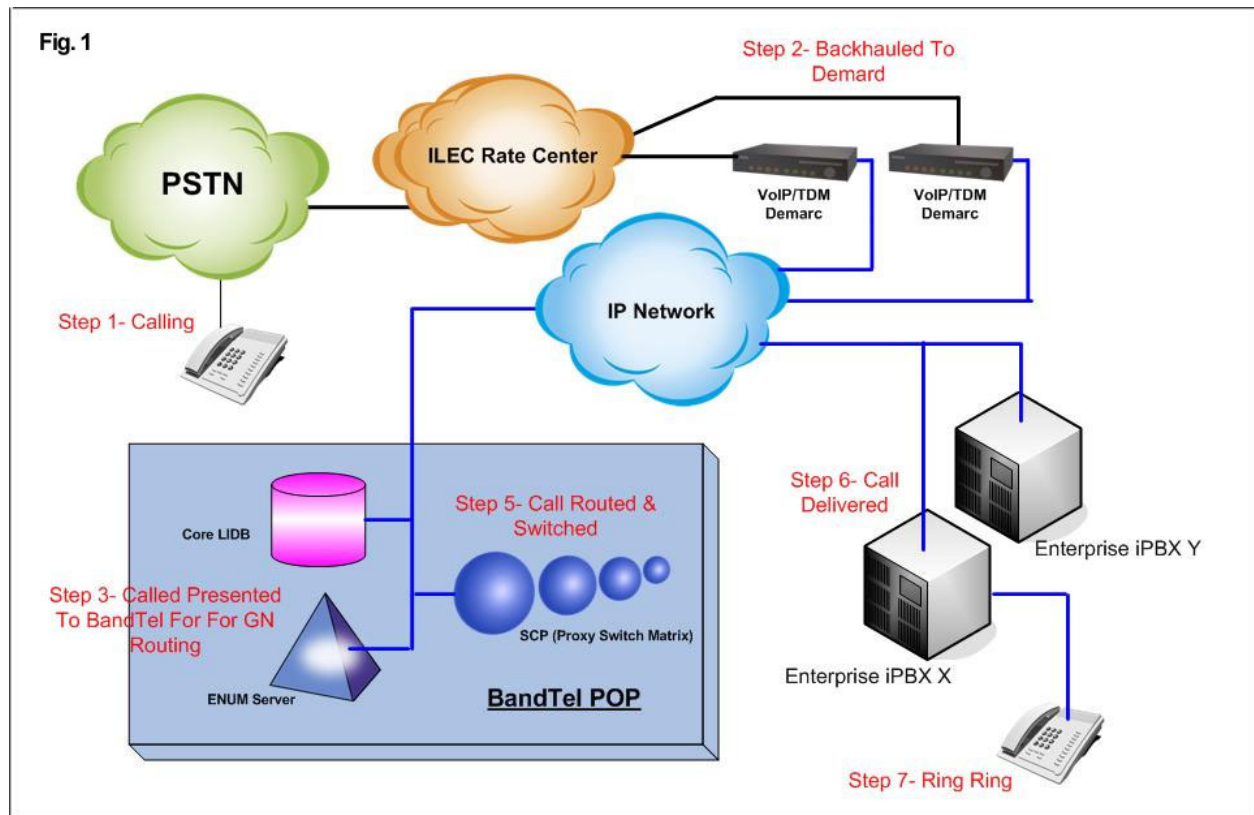 Fig. 1
Step 2- Backhauled To
Demard
PSTN
ILEC Rate Center
VoIP/TDM
Demarc
VoIP/TDM
Demarc
IP Network
Step 1- Calling
Core LIDB
Step 5- Call Routed &
Switched
Step 3- Called Presented
To BandTel For For GN
Routing
SCP (Proxy Switch Matrix)
ENUM Server
BandTel POP
Step 6- Call
Delivered
Enterprise iPBX Y
Enterprise iPBX X
Step 7- Ring Ring